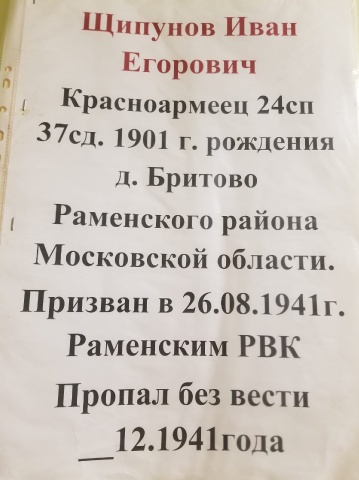 Щипунов Иван
Егорович
Красноармеец 24сп
37сд. 1901 г. рождения
д. Бритово
Раменского района
Московской области.
Призван в 26.08.1941г.
Раменским РВК
Пропал без вести
__12.1941года